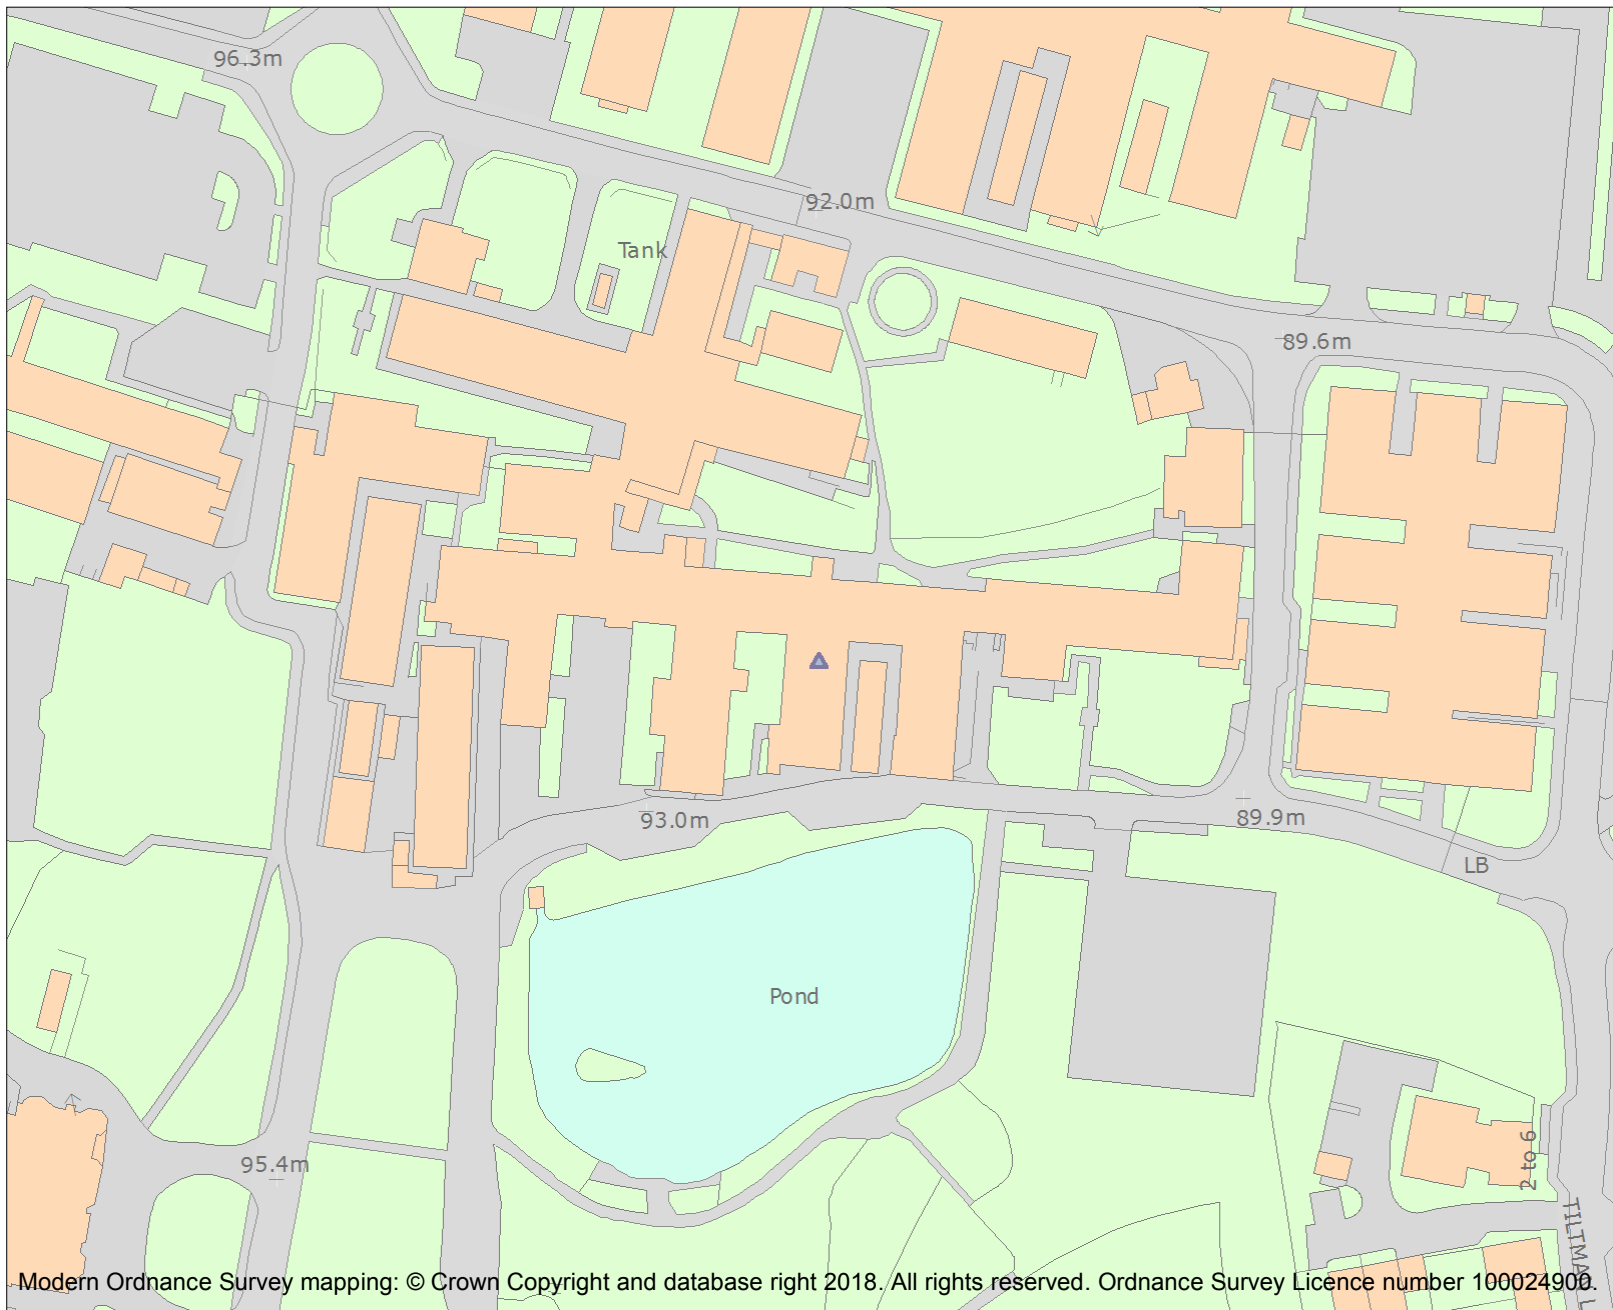 96.3m
92.0m
Tank
89.6m
93.0m
89.9m
LB
Pond
2 to 6
95.4m
Modern Ordnance Survey mapping: © Crown Copyright and database right 2018. All rights reserved. Ordnance Survey Licence number 100024900.